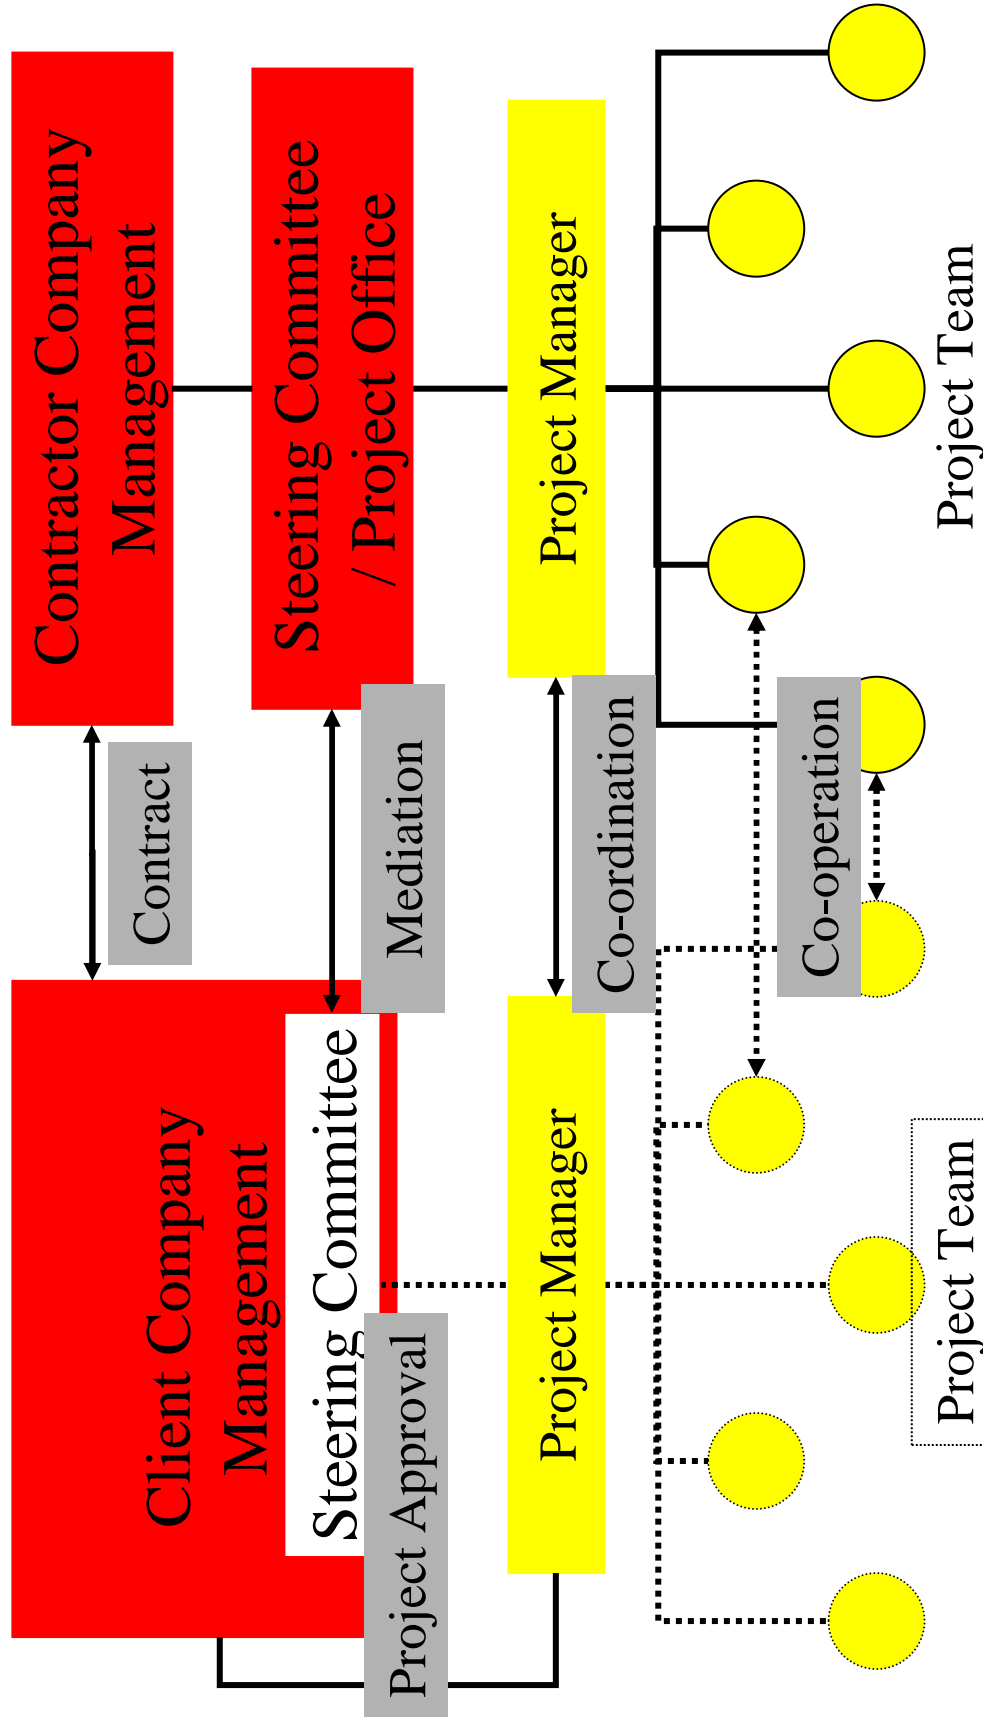 Client Company
Management
Contract
Contractor Company
Management
Steering Committee
Mediation
Steering Committee
/ Project Office
Project Approval
Project Manager
Co-ordination
Project Manager
Co-operation
Project Team
Project Team